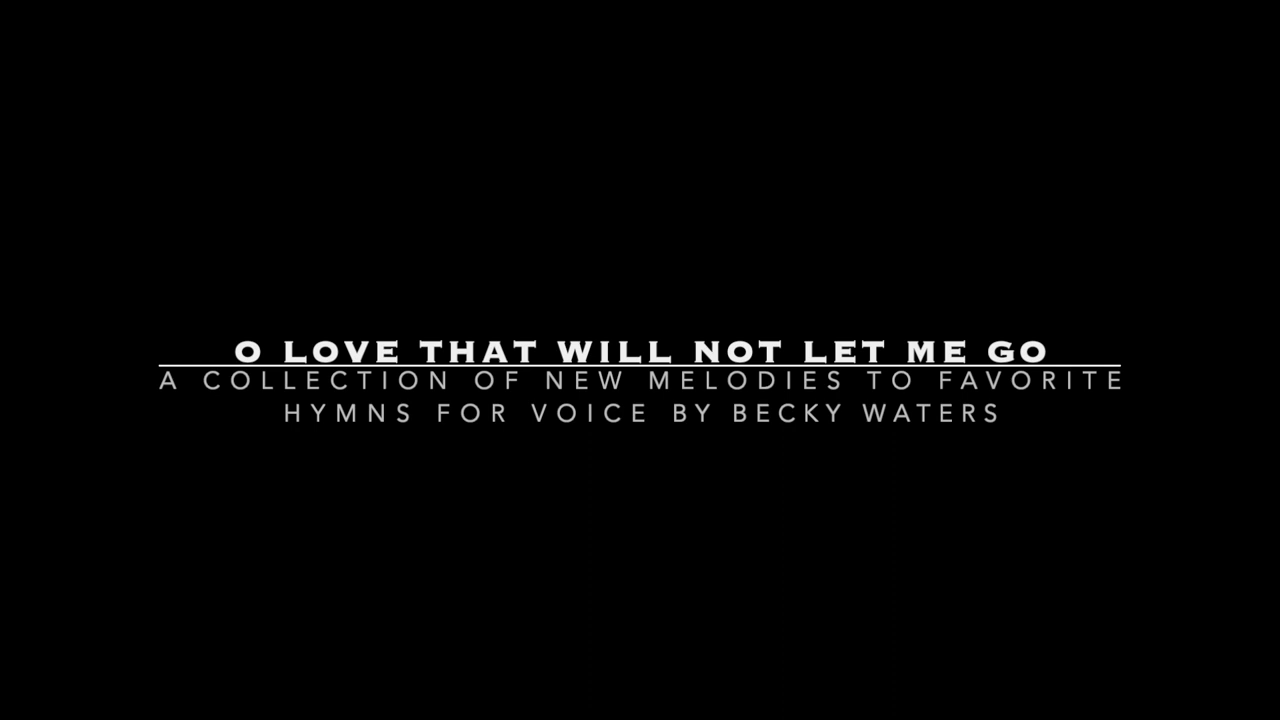 O LOVE THAT WILL NOT LET ME GO
A COLLECTION OF NEW MELODIES TO FAVORITE
HYMNS FOR VOICE BY BECKY WATERS